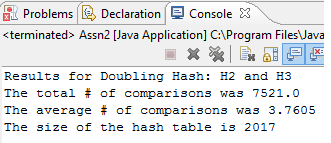 Problems Declaration Console
<terminated> Assn2 [Java Application] C:\Program Files\Java
Results for Doubling Hash: H2 and H3
The total # of comparisons was 7521.0
The average # of comparisons was 3.7605
The size of the hash table is 2017